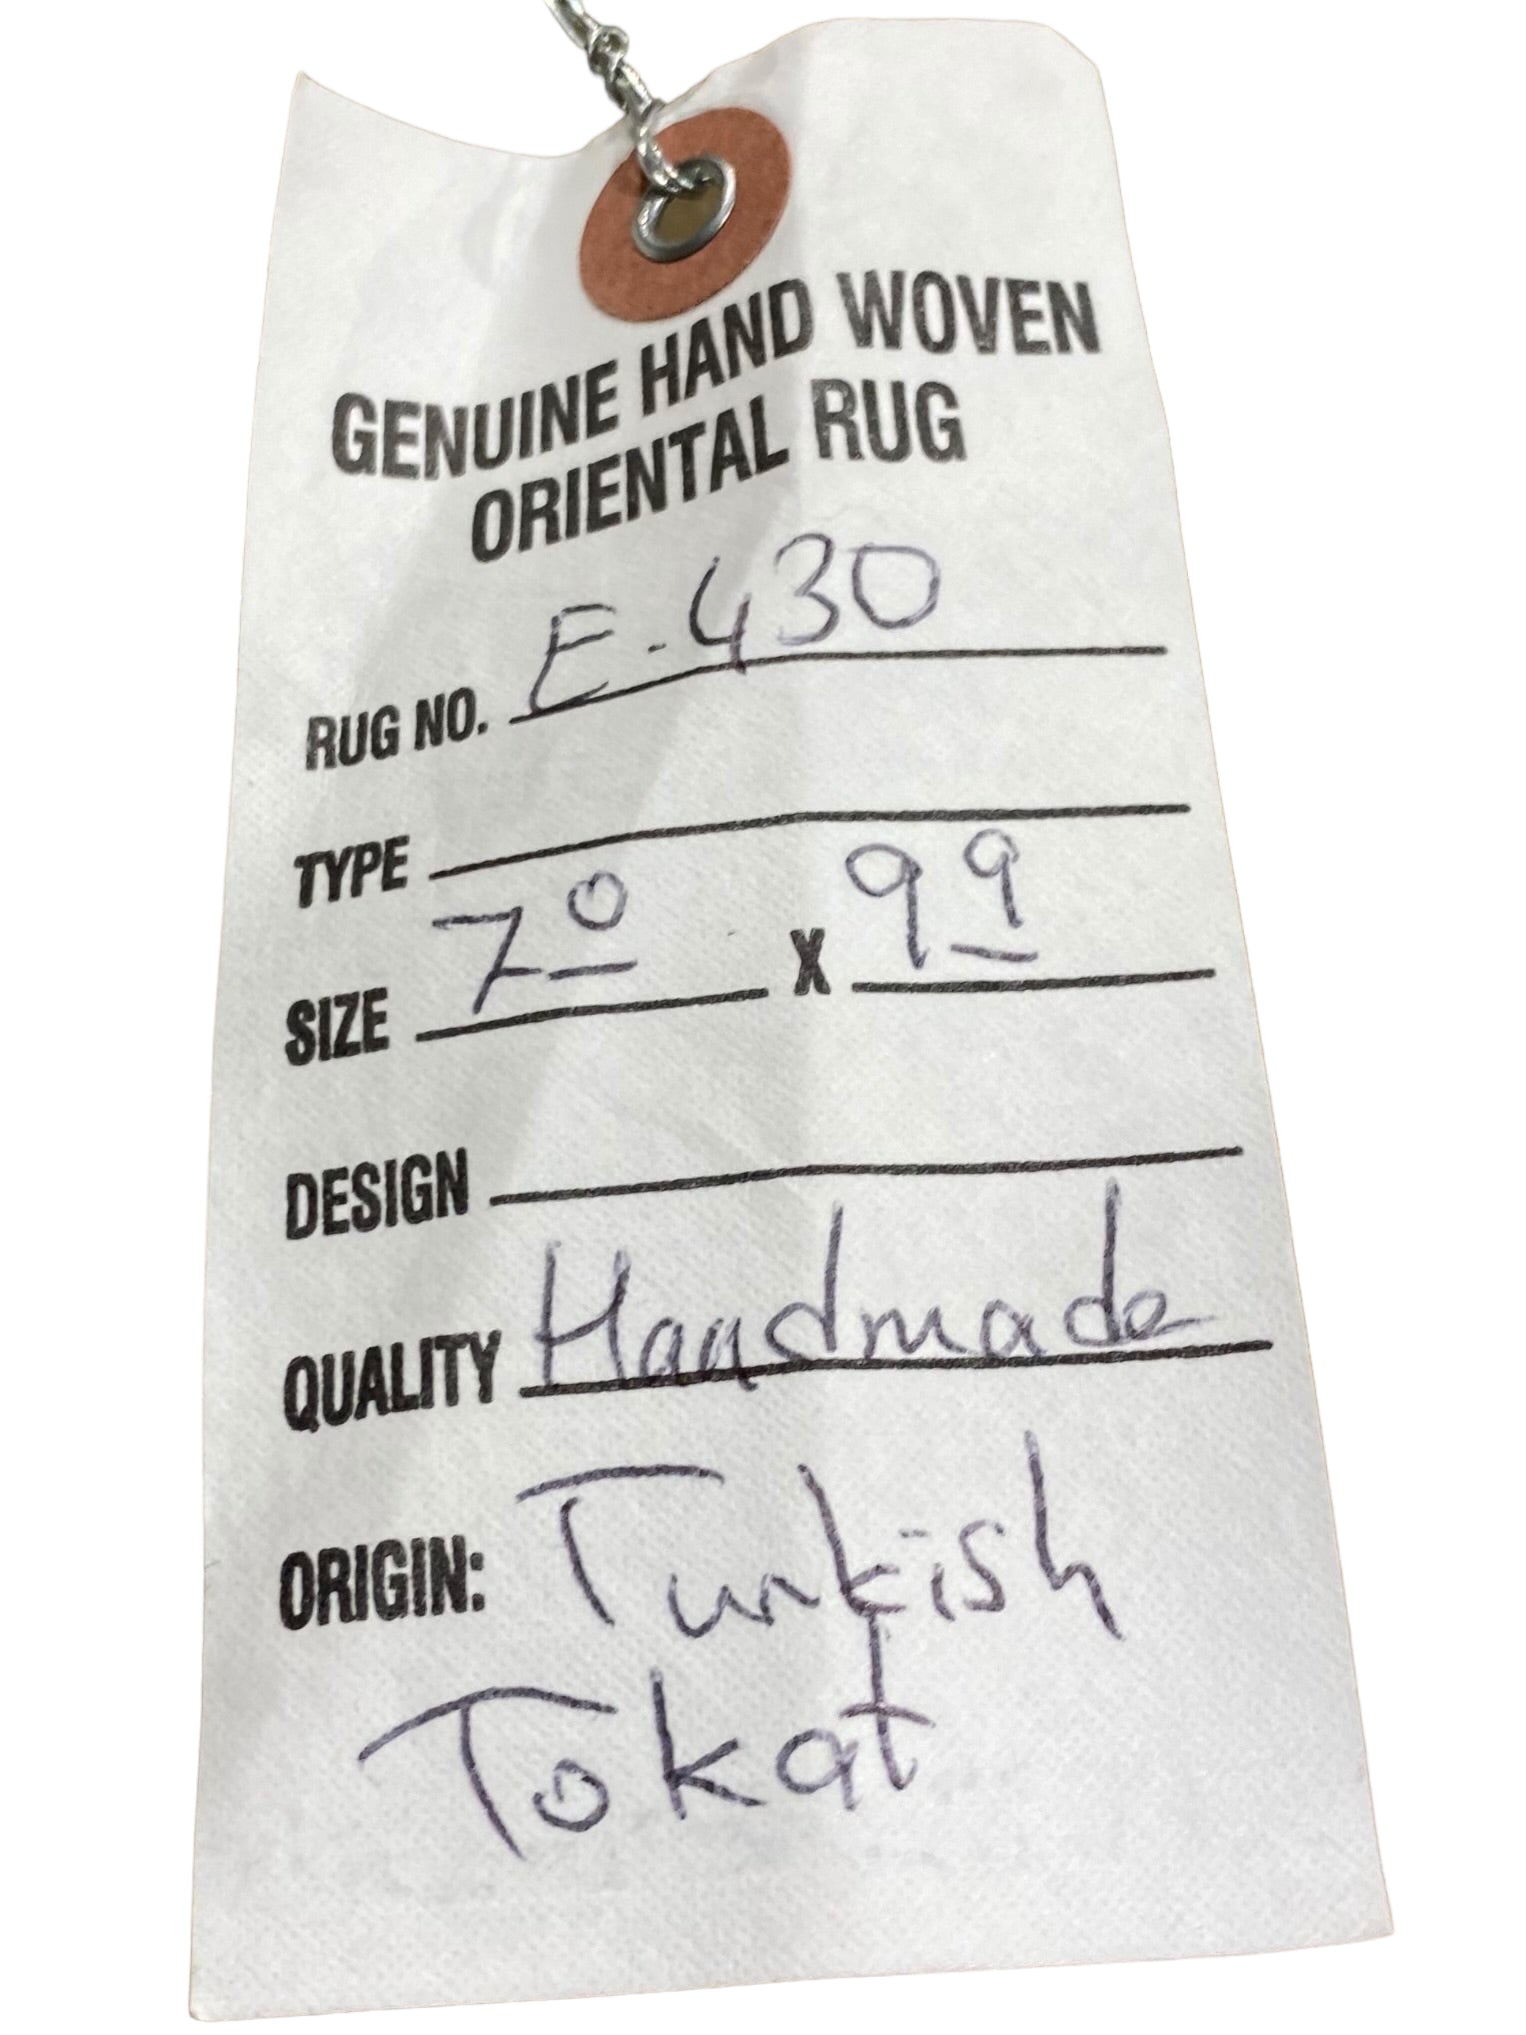 GENUINE HAND WOVEN
ORIENTAL RUG
RUG NO. E-430
TYPE
SIZE 7⁰ X 9⁹
DESIGN
QUALITY Handmade
ORIGIN: Turkish
Tokat